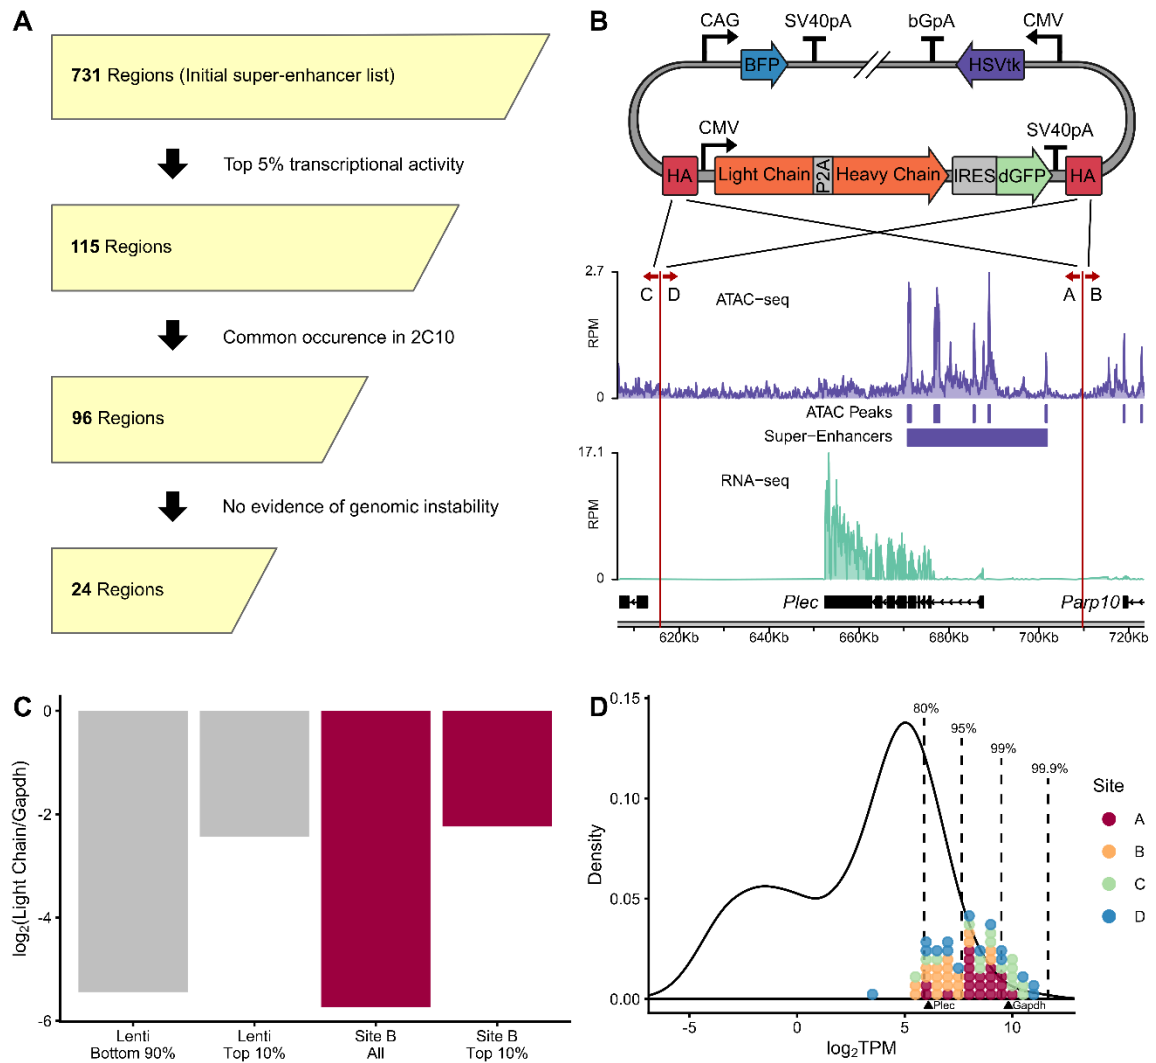 A
731 Regions (Initial super-enhancer list)
Top 5% transcriptional activity
115 Regions
Common occurence in 2C10
96 Regions
No evidence of genomic instability
24 Regions
B
CAG SV40pA bGpA CMV
BFP HSVtk
CMV SV40pA
HA Light Chain P2A Heavy Chain IRES dGFP HA
2.7
C D A B
ATAC-seq
RPM
0
ATAC Peaks
Super-Enhancers
17.1
RNA-seq
RPM
0
Plec Parp10
620Kb 640Kb 660Kb 680Kb 700Kb 720Kb
C
log2(Light Chain/Gapdh)
0
-2
-4
-6
Lenti Bottom 90%
Lenti Top 10%
Site B All
Site B Top 10%
D
Density
0.15
0.10
0.05
0.00
80%
95%
99%
99.9%
Plec Gapdh
-5 0 5 10
log2TPM
Site
A
B
C
D